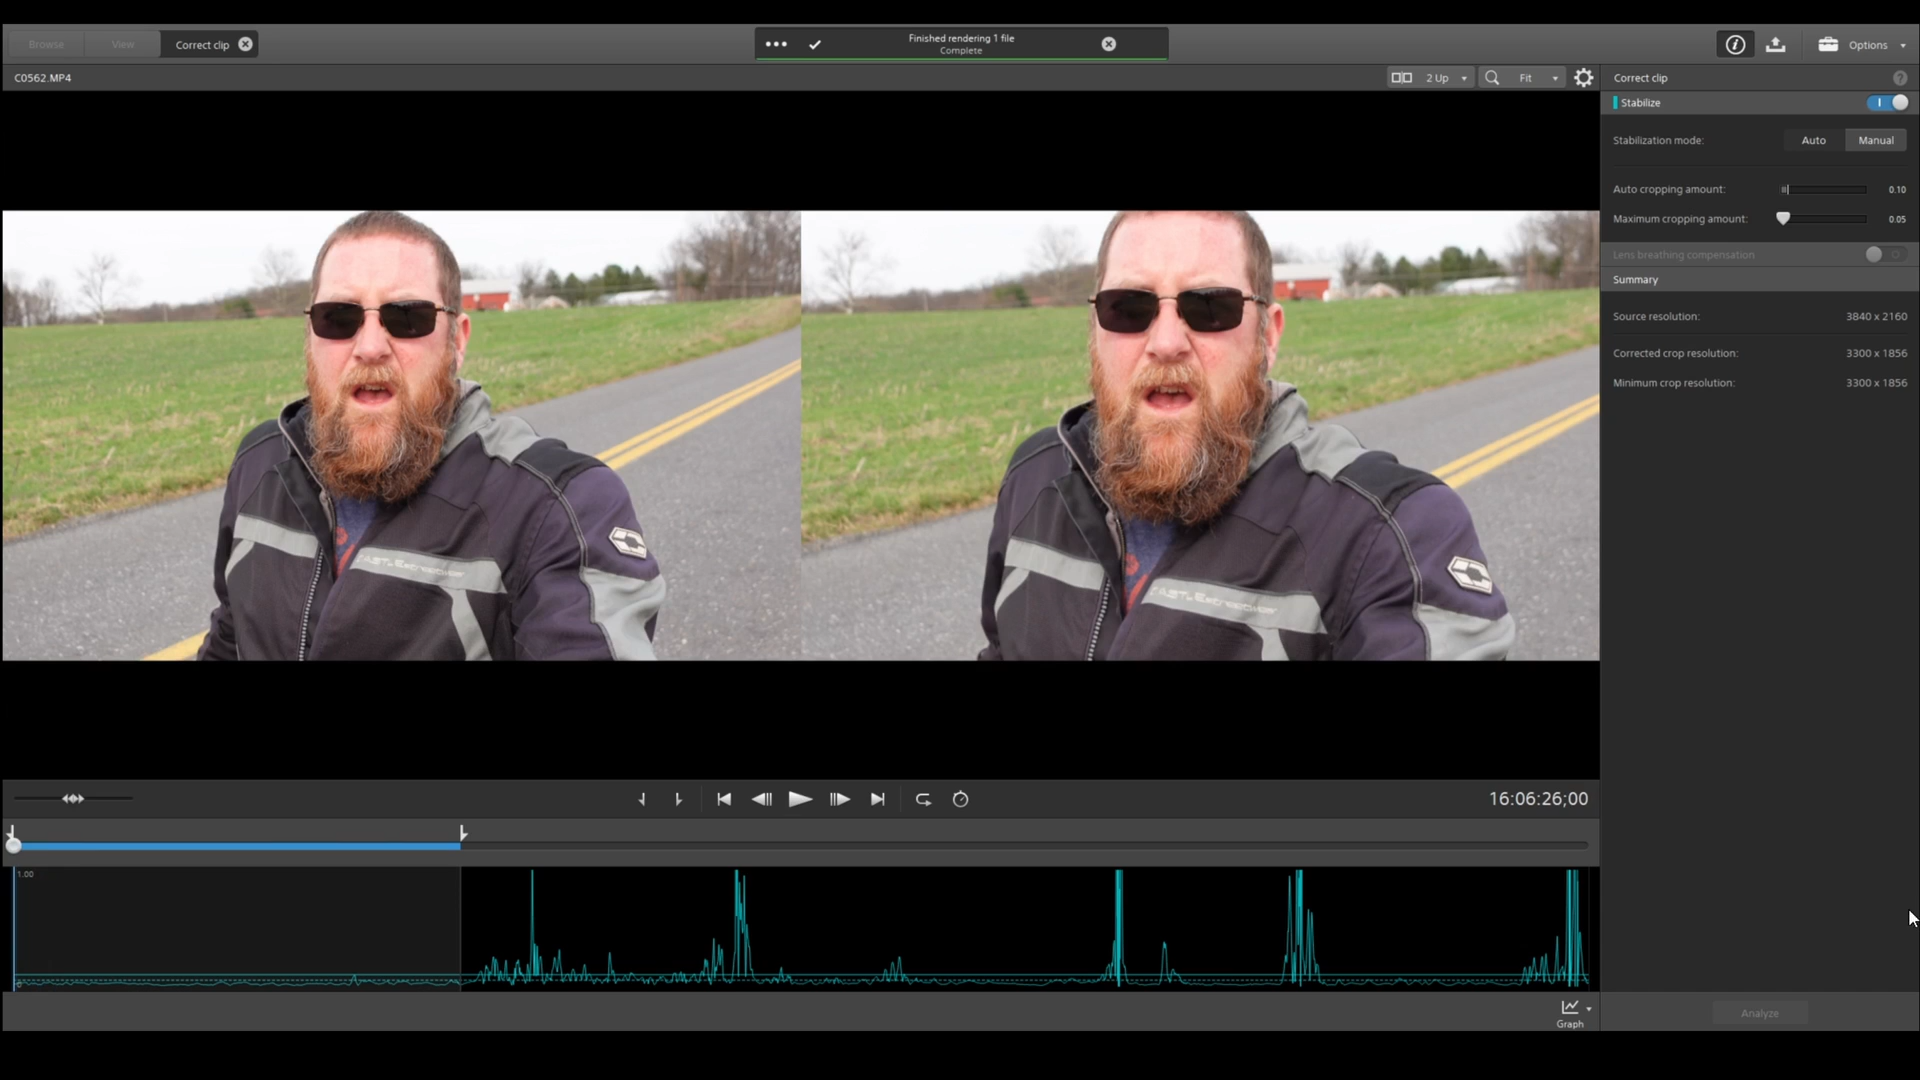 Browse
View
Correct clip
Finished rendering 1 file
Complete
Options
C0562.MP4
2 Up
Fit
Correct clip
Stabilize
Stabilization mode:
Auto
Manual
Auto cropping amount:
0.10
Maximum cropping amount:
0.05
Lens breathing compensation
Summary
Source resolution:
3840 x 2160
Corrected crop resolution:
3300 x 1856
Minimum crop resolution:
3300 x 1856
16:06:26;00
1.00
0
Graph
Analyze